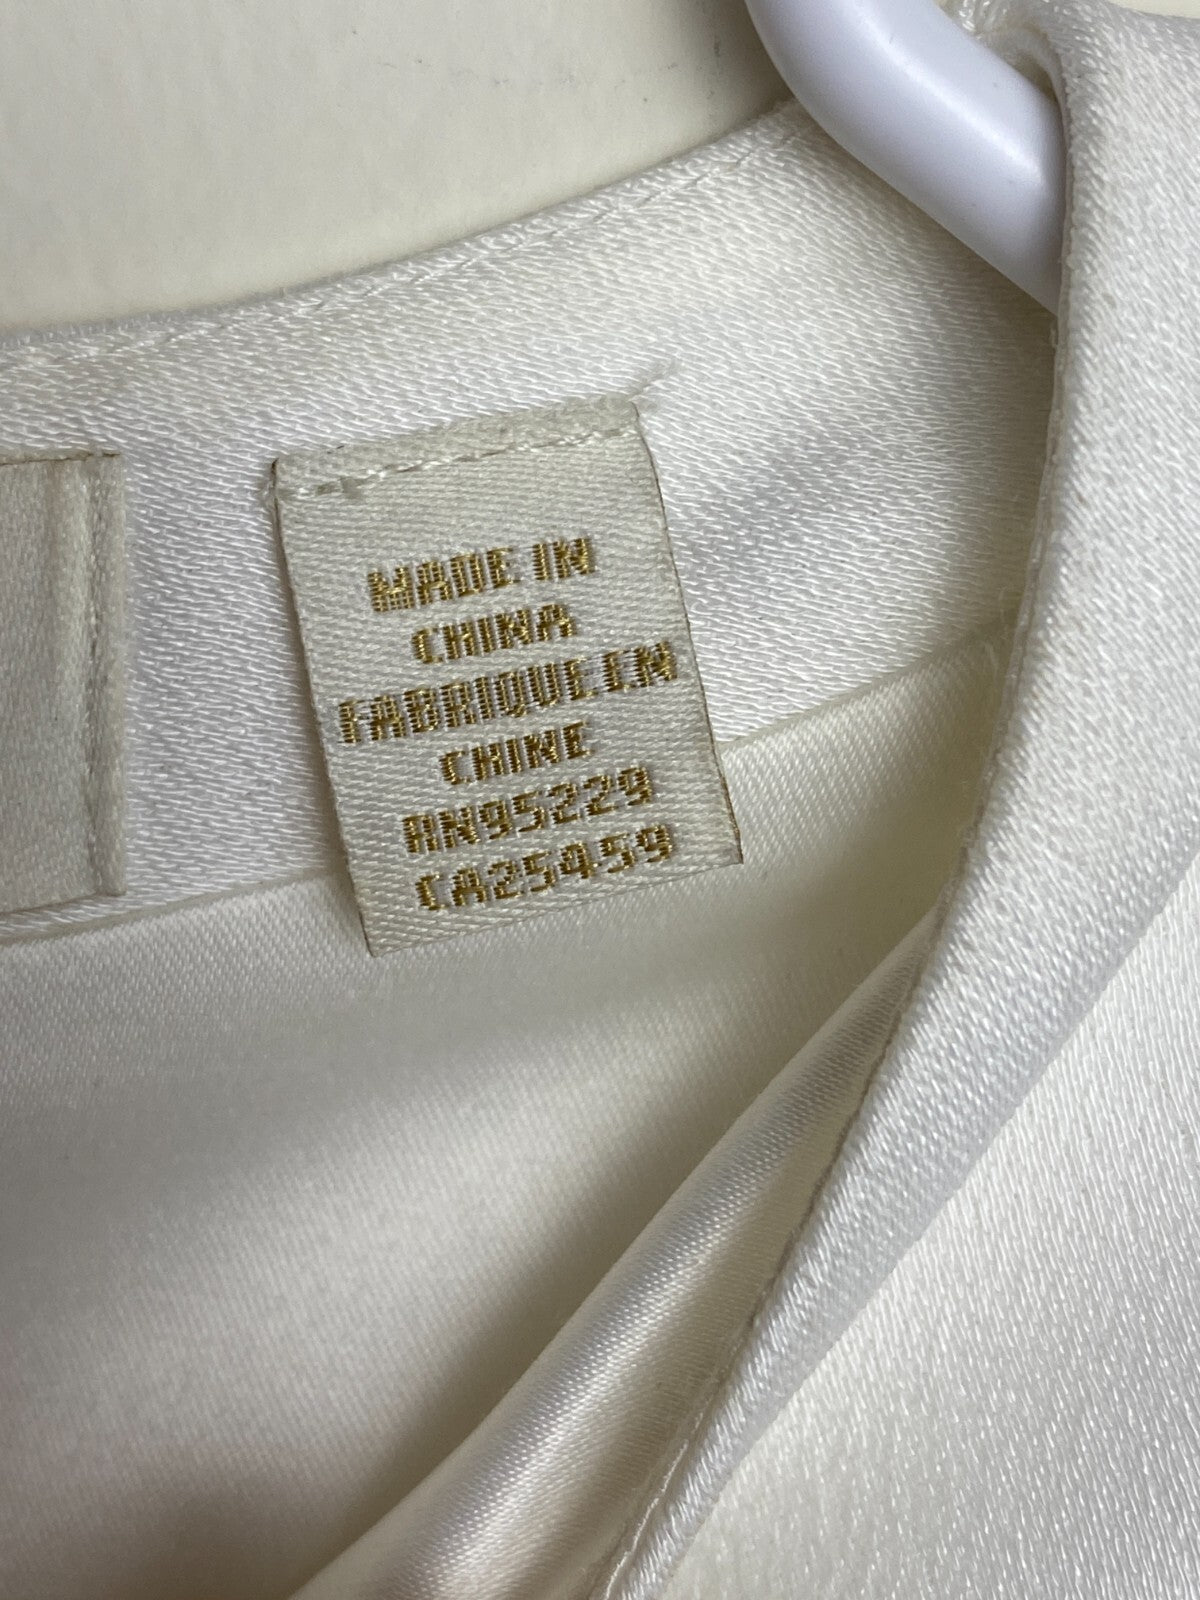 MADE IN
CHINA
FABRIQUE EN
CHINE
RN95229
CA25459